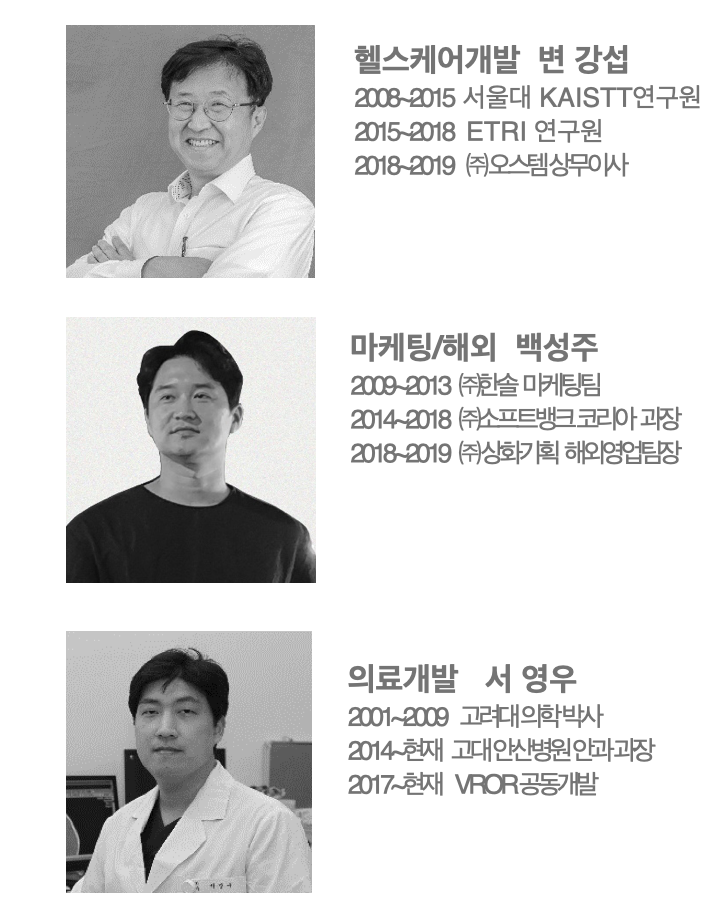 헬스케어개발 변 강섭
2008~2015 서울대 KAISTT연구원
2015~2018 ETRI 연구원
2018~2019 ㈜오스템 상무이사
마케팅/해외 백성주
2009~2013 ㈜한솔 마케팅팀
2014~2018 ㈜소프트뱅크 코리아 과장
2018~2019 ㈜상화기획 해외영업팀장
의료개발 서 영우
2001~2009 고려대 의학 박사
2014~현재 고대 안산병원 안과 과장
2017~현재 VROR 공동개발